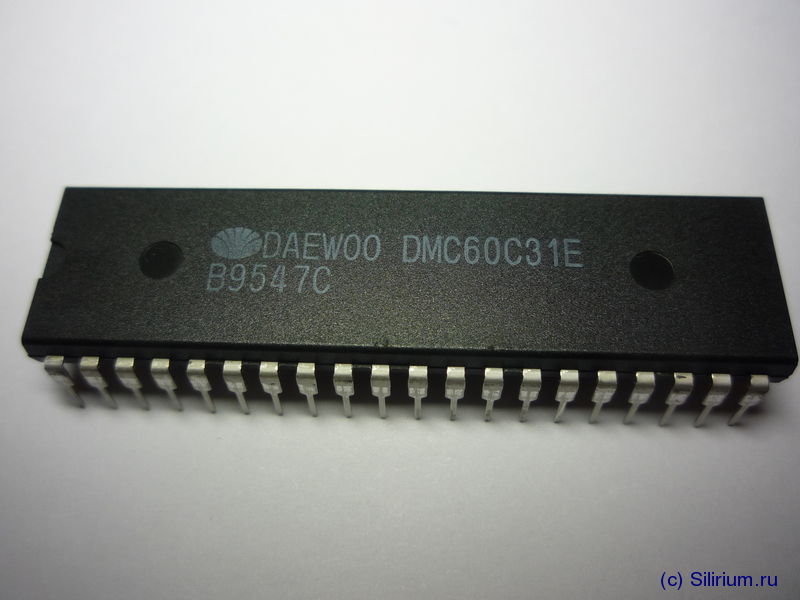 DAEWOO DMC60C31E
B9547C
(c) Silirium.ru